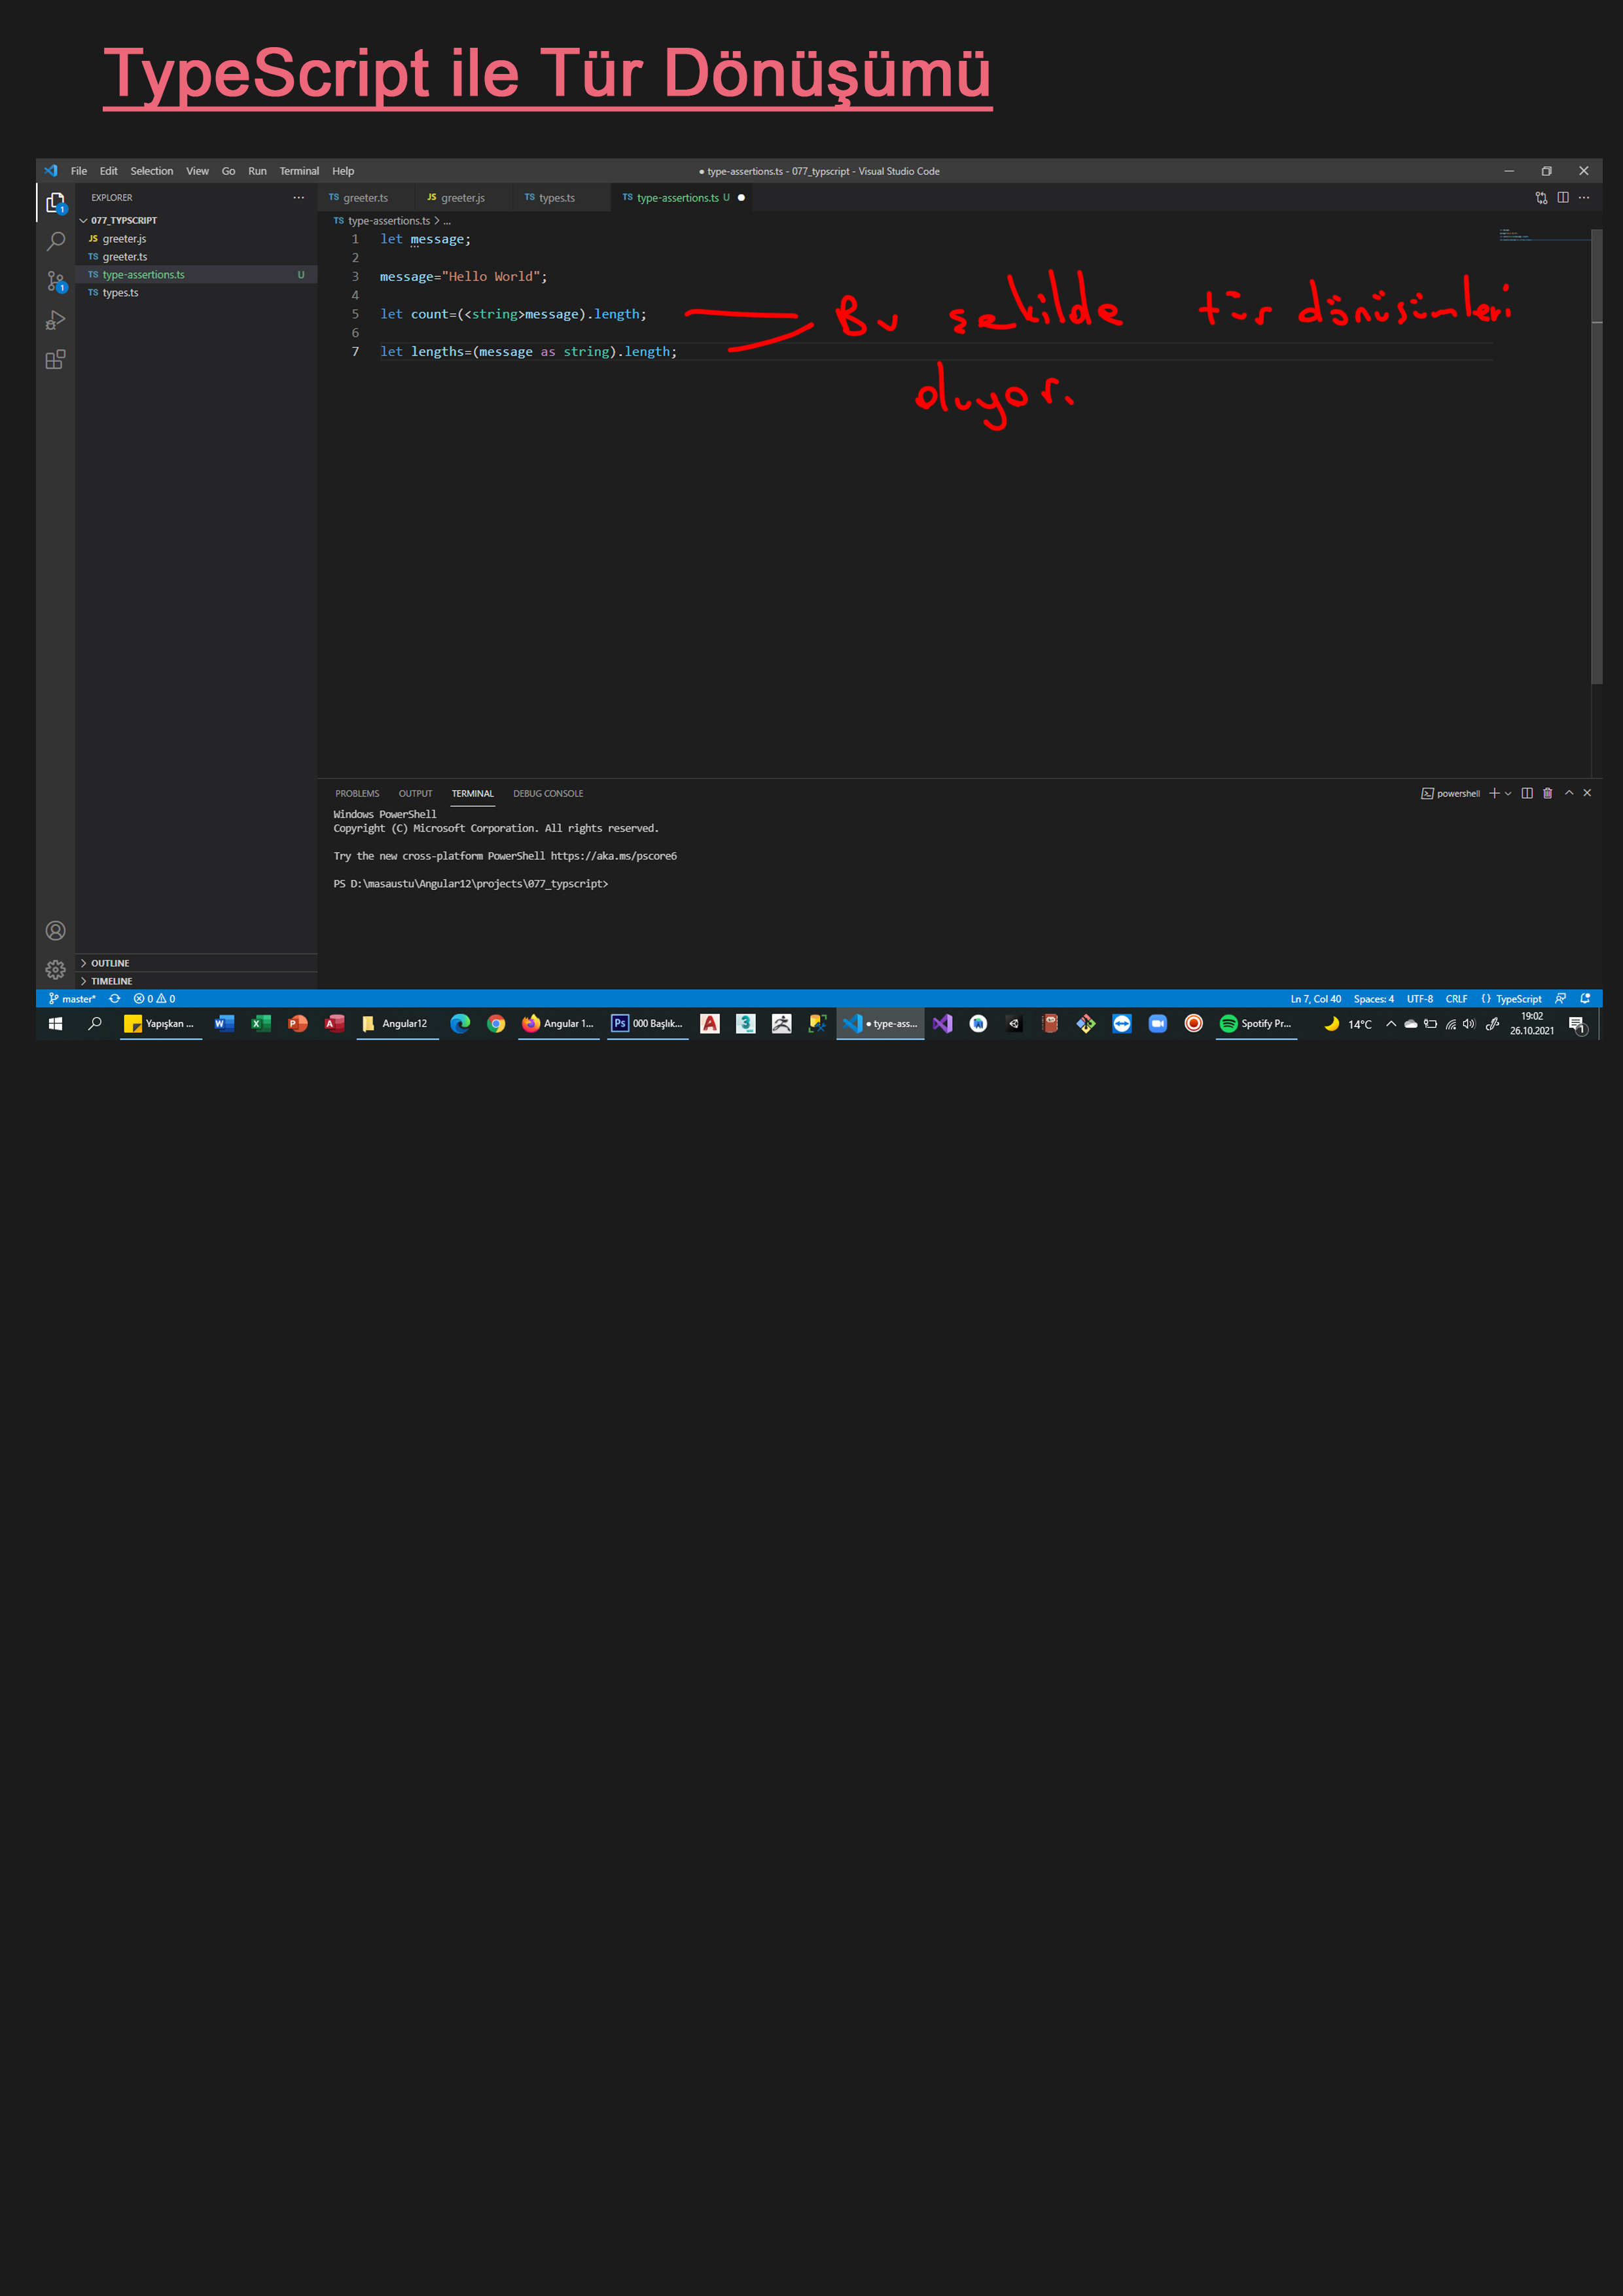 TypeScript ile Tür Dönüşümü
File Edit Selection View Go Run Terminal Help
● type-assertions.ts - 077_typscript - Visual Studio Code
EXPLORER ...
077_TYPSCRIPT
JS greeter.js
TS greeter.ts
TS type-assertions.ts U
TS types.ts
OUTLINE
TIMELINE
TS greeter.ts JS greeter.js TS types.ts TS type-assertions.ts U ●
TS type-assertions.ts > ...
1 let message;
2
3 message="Hello World";
4
5 let count=(<string>message).length;
6
7 let lengths=(message as string).length;
Bu şekilde tür dönüşümleri
oluyor.
PROBLEMS OUTPUT TERMINAL DEBUG CONSOLE
powershell
Windows PowerShell
Copyright (C) Microsoft Corporation. All rights reserved.
Try the new cross-platform PowerShell https://aka.ms/pscore6
PS D:\masaustu\Angular12\projects\077_typscript>
master* 0 0 Ln 7, Col 40 Spaces: 4 UTF-8 CRLF {} TypeScript
Yapışkan ... Angular12 Angular 1... Ps 000 Başlık... ● type-ass... Spotify Pr... 14°C 19:02
26.10.2021